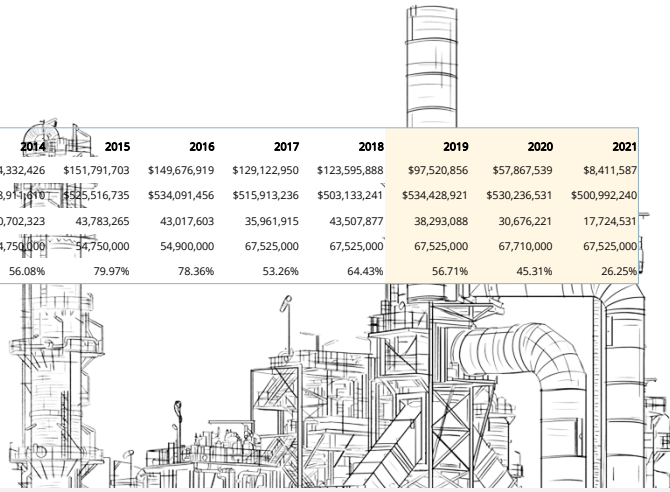 2014 2015 2016 2017 2018 2019 2020 2021
$151,791,703 $149,676,919 $129,122,950 $123,595,888 $97,520,856 $57,867,539 $8,411,587
$525,516,735 $534,091,456 $515,913,236 $503,133,241 $534,428,921 $530,236,531 $500,992,240
43,783,265 43,017,603 35,961,915 43,507,877 38,293,088 30,676,221 17,724,531
54,750,000 54,900,000 67,525,000 67,525,000 67,525,000 67,710,000 67,525,000
56.08% 79.97% 78.36% 53.26% 64.43% 56.71% 45.31% 26.25%